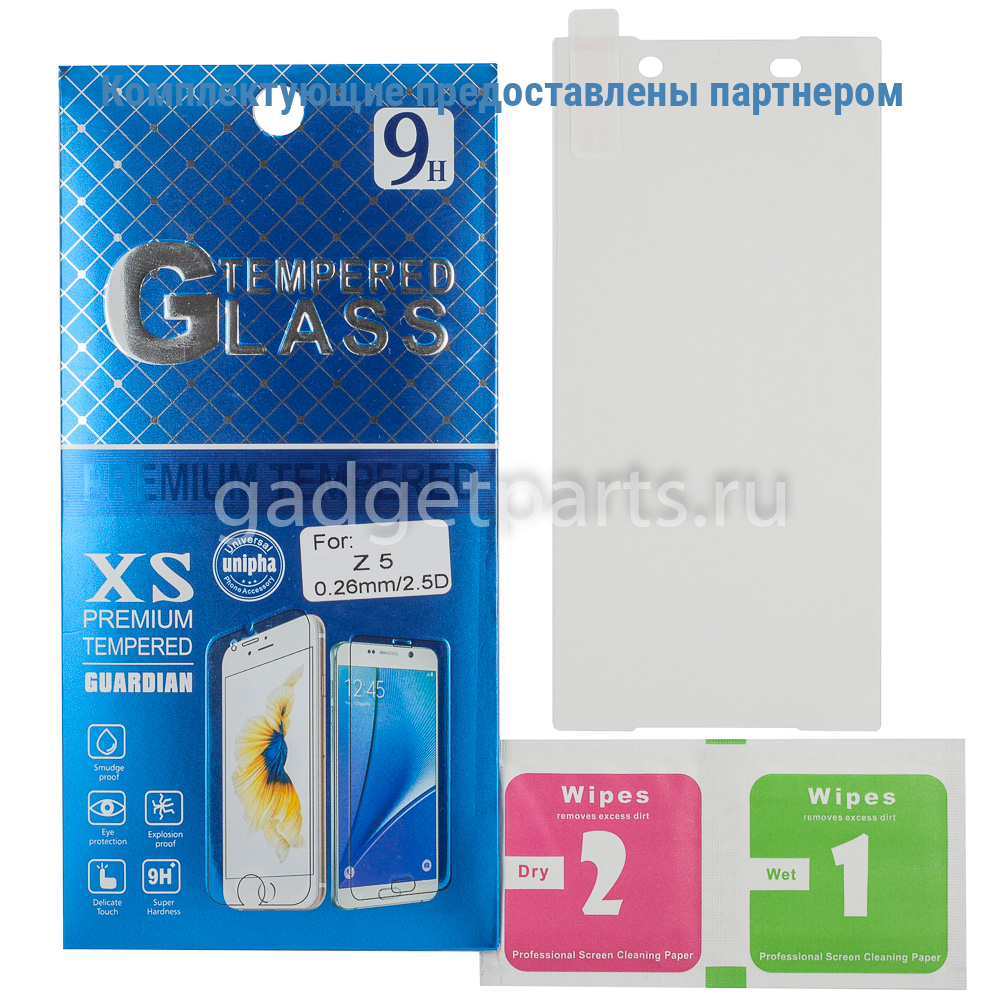 Комплектующие предоставлены партнером
9H
TEMPERED
GLASS
PREMIUM TEMPERED
gadgetparts.ru
XS
PREMIUM
TEMPERED
GUARDIAN
Universal
unipha
Phone Accessory
For:
Z 5
0.26mm/2.5D
12:45
Smudge
proof
Eye
protection
Explosion
proof
Delicate
Touch
9H
Super
Hardness
Wipes
removes excess dirt
Dry
2
Professional Screen Cleaning Paper
Wipes
removes excess dirt
Wet
1
Professional Screen Cleaning Paper